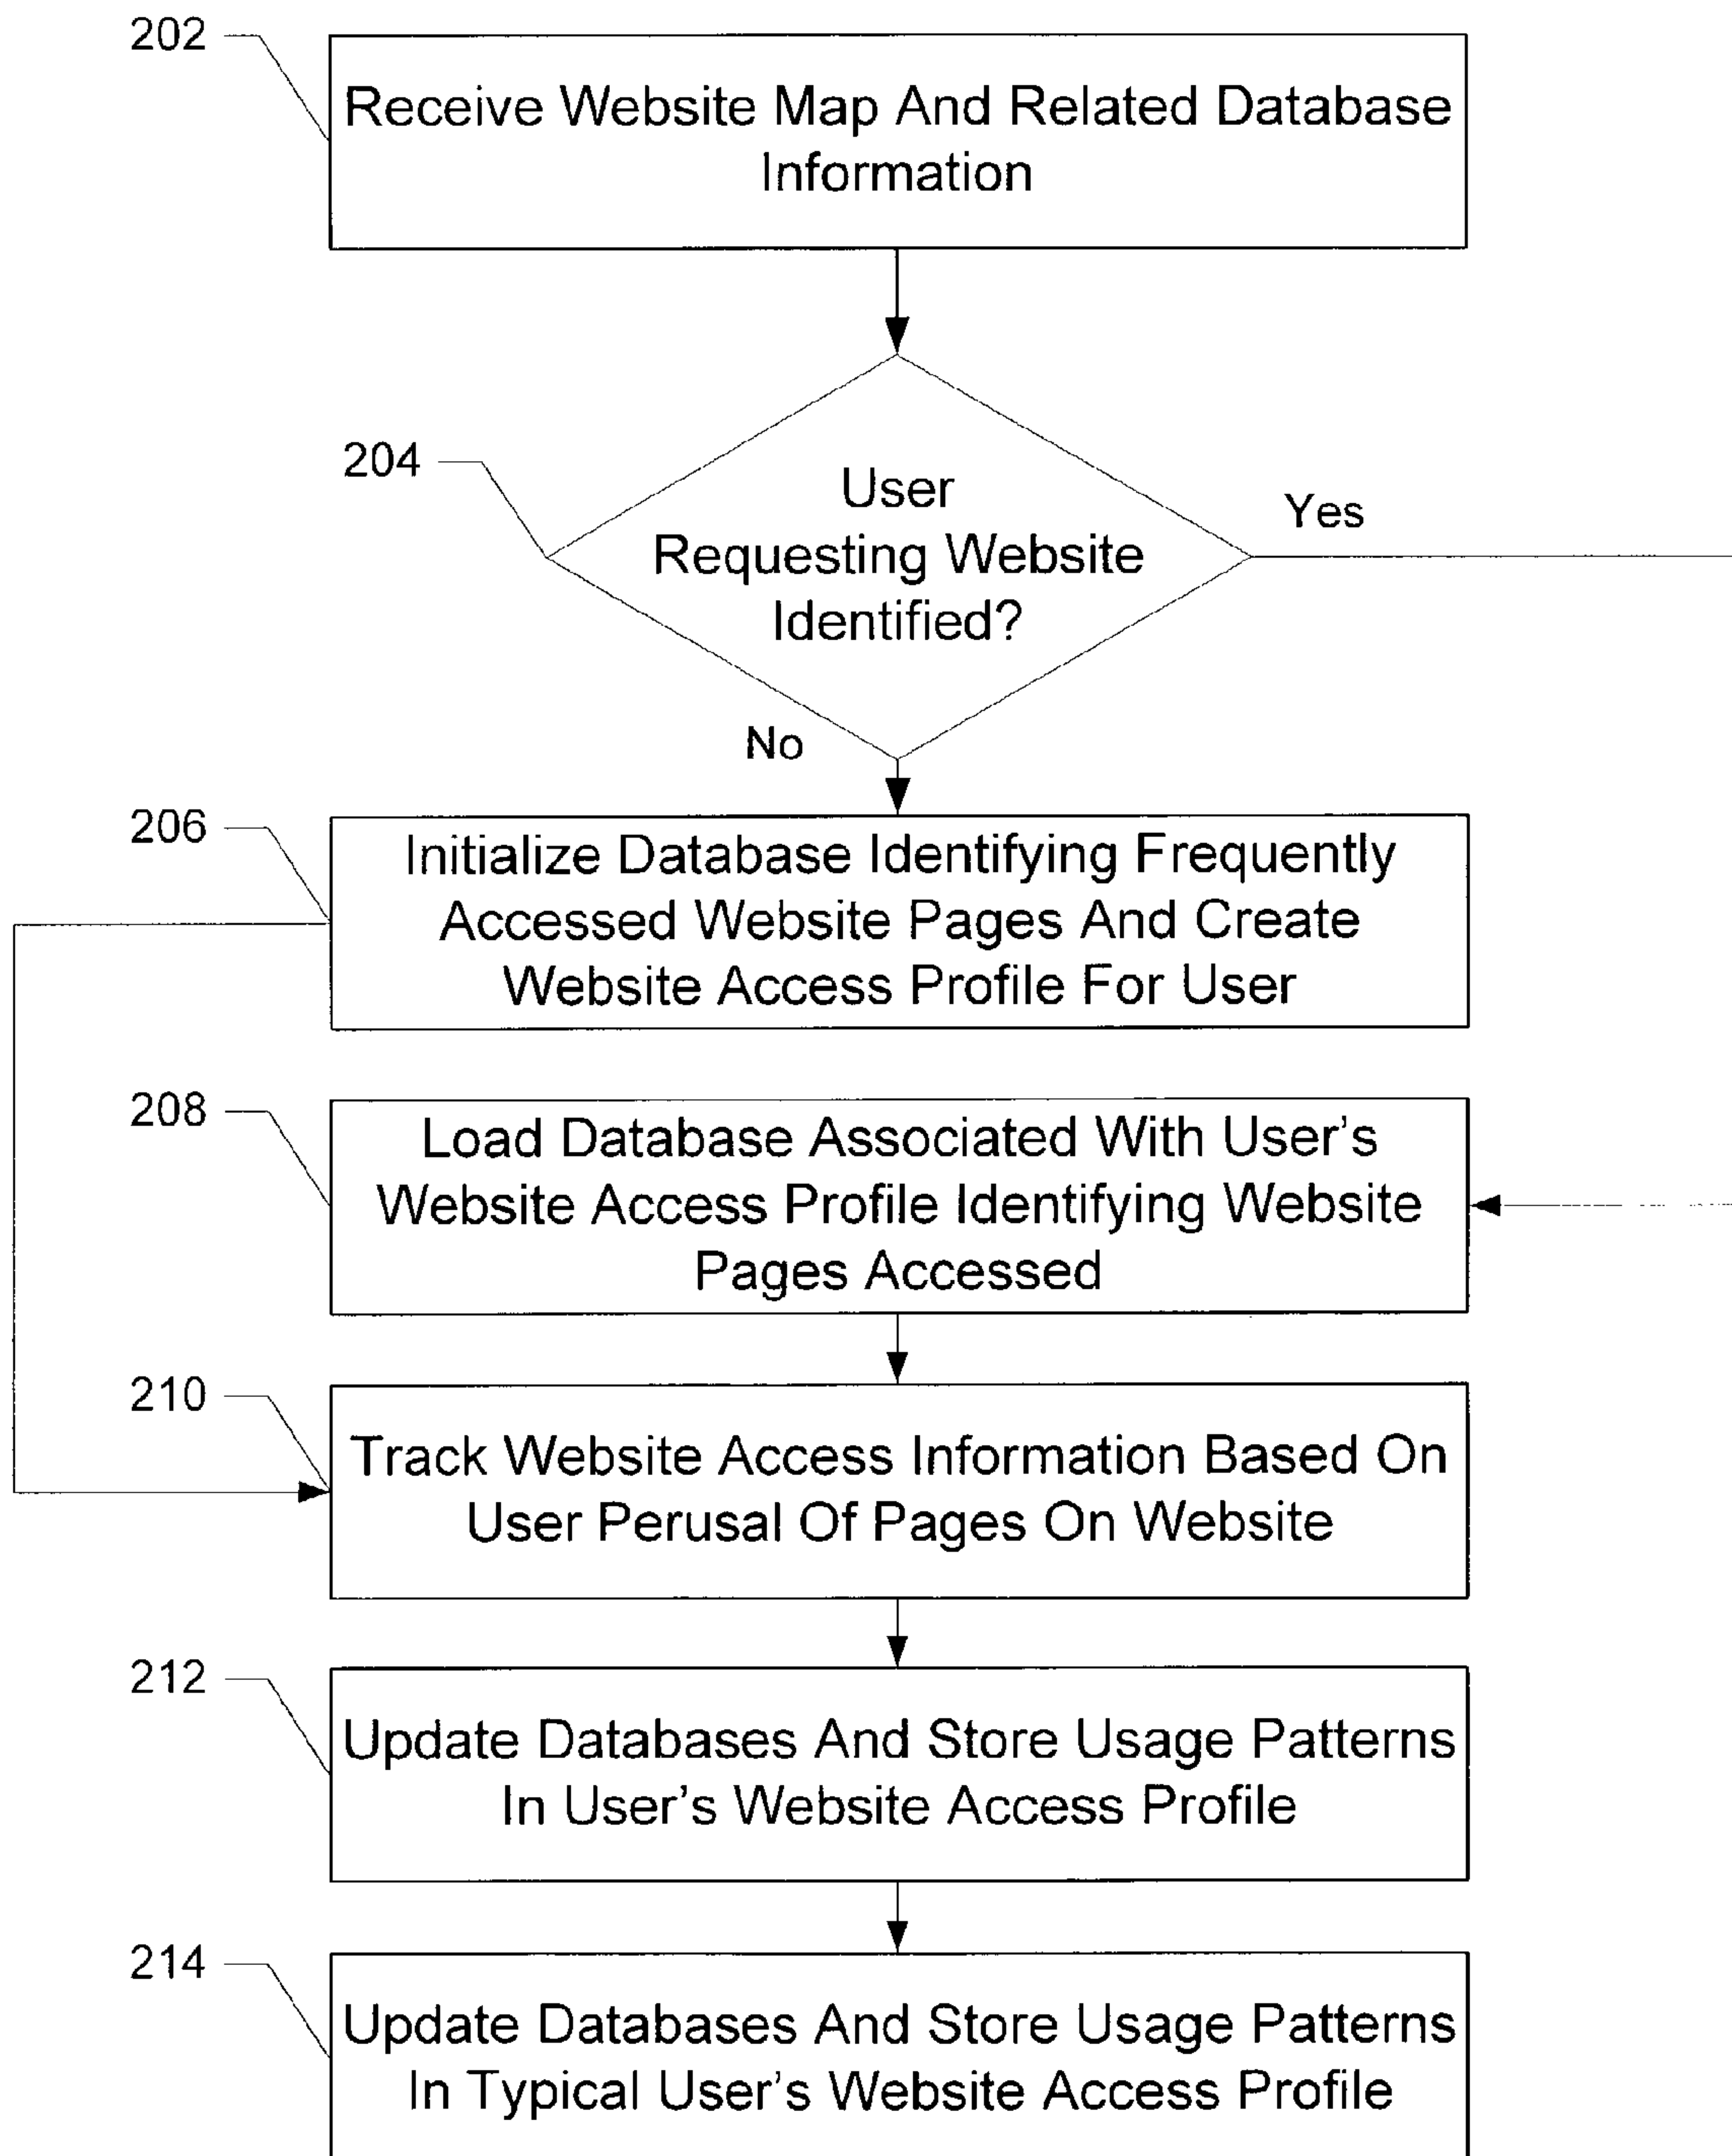 202
Receive Website Map And Related Database
Information
204
User
Requesting Website
Identified?
Yes
No
206
Initialize Database Identifying Frequently
Accessed Website Pages And Create
Website Access Profile For User
208
Load Database Associated With User's
Website Access Profile Identifying Website
Pages Accessed
210
Track Website Access Information Based On
User Perusal Of Pages On Website
212
Update Databases And Store Usage Patterns
In User's Website Access Profile
214
Update Databases And Store Usage Patterns
In Typical User's Website Access Profile